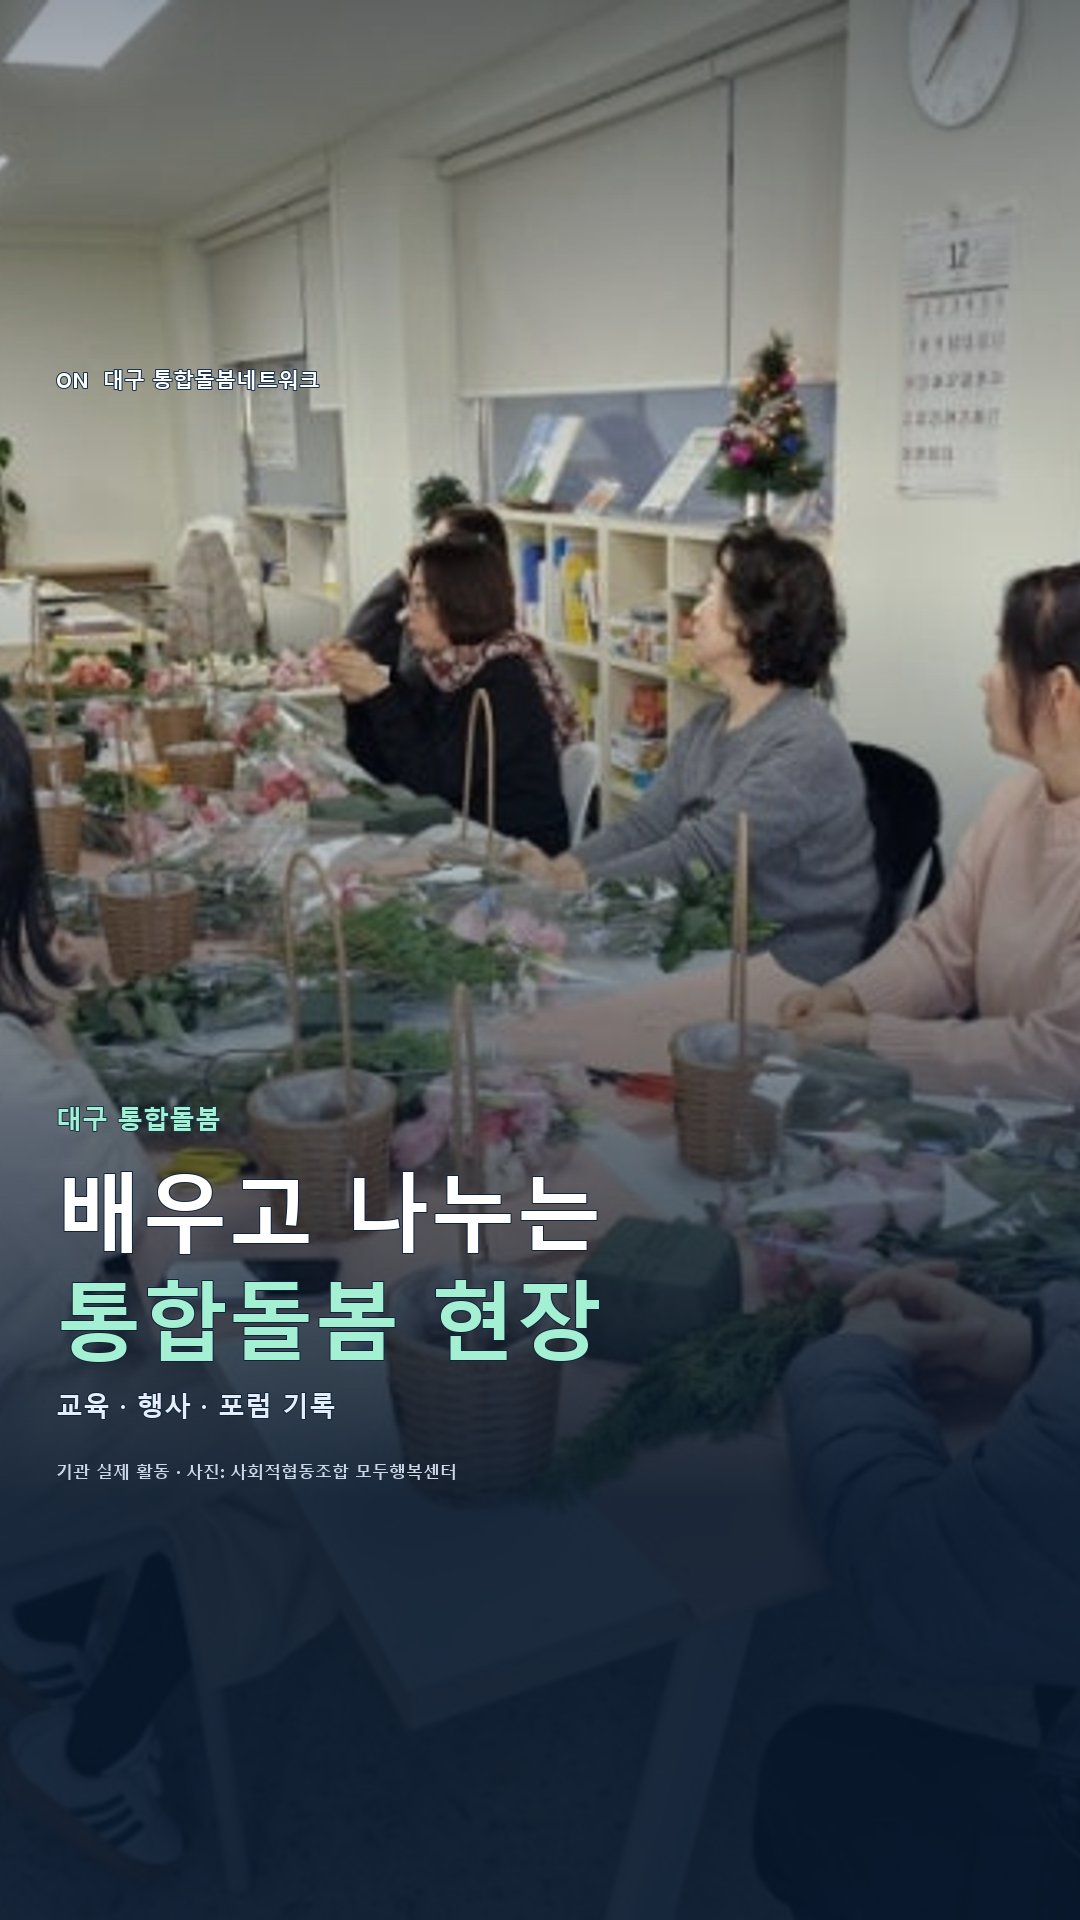 12
ON 대구 통합돌봄네트워크
대구 통합돌봄
배우고 나누는
통합돌봄 현장
교육 · 행사 · 포럼 기록
기관 실제 활동 · 사진: 사회적협동조합 모두행복센터